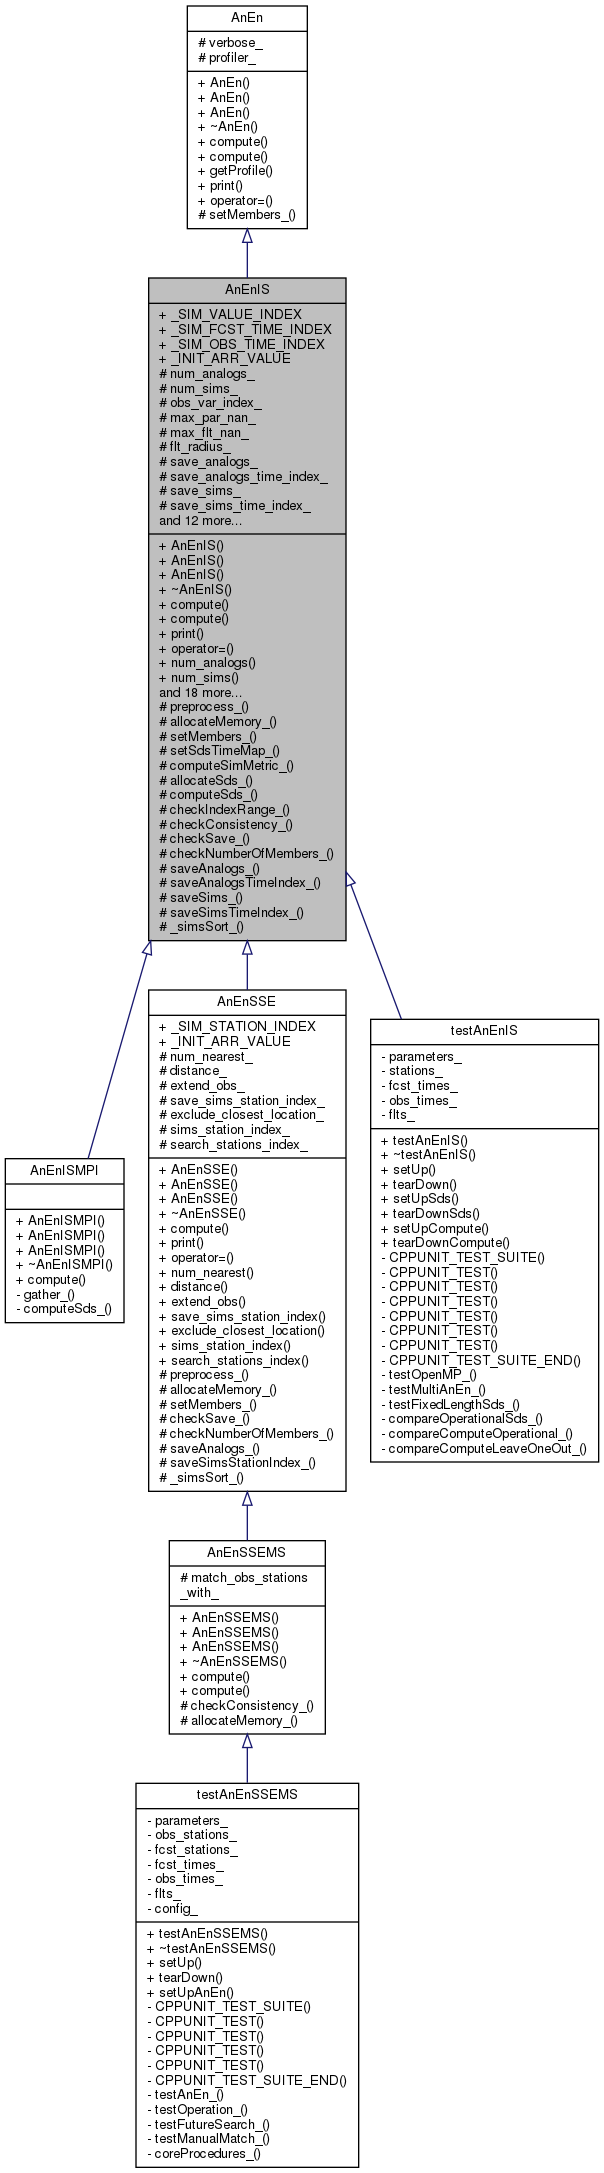 AnEn
# verbose_
# profiler_
+ AnEn()
+ AnEn()
+ AnEn()
+ ~AnEn()
+ compute()
+ compute()
+ getProfile()
+ print()
+ operator=()
# setMembers_()
AnEnIS
+ _SIM_VALUE_INDEX
+ _SIM_FCST_TIME_INDEX
+ _SIM_OBS_TIME_INDEX
+ _INIT_ARR_VALUE
# num_analogs_
# num_sims_
# obs_var_index_
# max_par_nan_
# max_flt_nan_
# flt_radius_
# save_analogs_
# save_analogs_time_index_
# save_sims_
# save_sims_time_index_
and 12 more...
+ AnEnIS()
+ AnEnIS()
+ AnEnIS()
+ ~AnEnIS()
+ compute()
+ compute()
+ print()
+ operator=()
+ num_analogs()
+ num_sims()
and 18 more...
# preprocess_()
# allocateMemory_()
# setMembers_()
# setSdsTimeMap_()
# computeSimMetric_()
# allocateSds_()
# computeSds_()
# checkIndexRange_()
# checkConsistency_()
# checkSave_()
# checkNumberOfMembers_()
# saveAnalogs_()
# saveAnalogsTimeIndex_()
# saveSims_()
# saveSimsTimeIndex_()
# _simsSort_()
AnEnISMPI
+ AnEnISMPI()
+ AnEnISMPI()
+ AnEnISMPI()
+ ~AnEnISMPI()
+ compute()
- gather_()
- computeSds_()
AnEnSSE
+ _SIM_STATION_INDEX
+ _INIT_ARR_VALUE
# num_nearest_
# distance_
# extend_obs_
# save_sims_station_index_
# exclude_closest_location_
# sims_station_index_
# search_stations_index_
+ AnEnSSE()
+ AnEnSSE()
+ AnEnSSE()
+ ~AnEnSSE()
+ compute()
+ print()
+ operator=()
+ num_nearest()
+ distance()
+ extend_obs()
+ save_sims_station_index()
+ exclude_closest_location()
+ sims_station_index()
+ search_stations_index()
# preprocess_()
# allocateMemory_()
# setMembers_()
# checkSave_()
# checkNumberOfMembers_()
# saveAnalogs_()
# saveSimsStationIndex_()
# _simsSort_()
testAnEnIS
- parameters_
- stations_
- fcst_times_
- obs_times_
- flts_
+ testAnEnIS()
+ ~testAnEnIS()
+ setUp()
+ tearDown()
+ setUpSds()
+ tearDownSds()
+ setUpCompute()
+ tearDownCompute()
- CPPUNIT_TEST_SUITE()
- CPPUNIT_TEST()
- CPPUNIT_TEST()
- CPPUNIT_TEST()
- CPPUNIT_TEST()
- CPPUNIT_TEST()
- CPPUNIT_TEST()
- CPPUNIT_TEST_SUITE_END()
- testOpenMP_()
- testMultiAnEn_()
- testFixedLengthSds_()
- compareOperationalSds_()
- compareComputeOperational_()
- compareComputeLeaveOneOut_()
AnEnSSEMS
# match_obs_stations
_with_
+ AnEnSSEMS()
+ AnEnSSEMS()
+ AnEnSSEMS()
+ ~AnEnSSEMS()
+ compute()
+ compute()
# checkConsistency_()
# allocateMemory_()
testAnEnSSEMS
- parameters_
- obs_stations_
- fcst_stations_
- fcst_times_
- obs_times_
- flts_
- config_
+ testAnEnSSEMS()
+ ~testAnEnSSEMS()
+ setUp()
+ tearDown()
+ setUpAnEn()
- CPPUNIT_TEST_SUITE()
- CPPUNIT_TEST()
- CPPUNIT_TEST()
- CPPUNIT_TEST()
- CPPUNIT_TEST()
- CPPUNIT_TEST_SUITE_END()
- testAnEn_()
- testOperation_()
- testFutureSearch_()
- testManualMatch_()
- coreProcedures_()